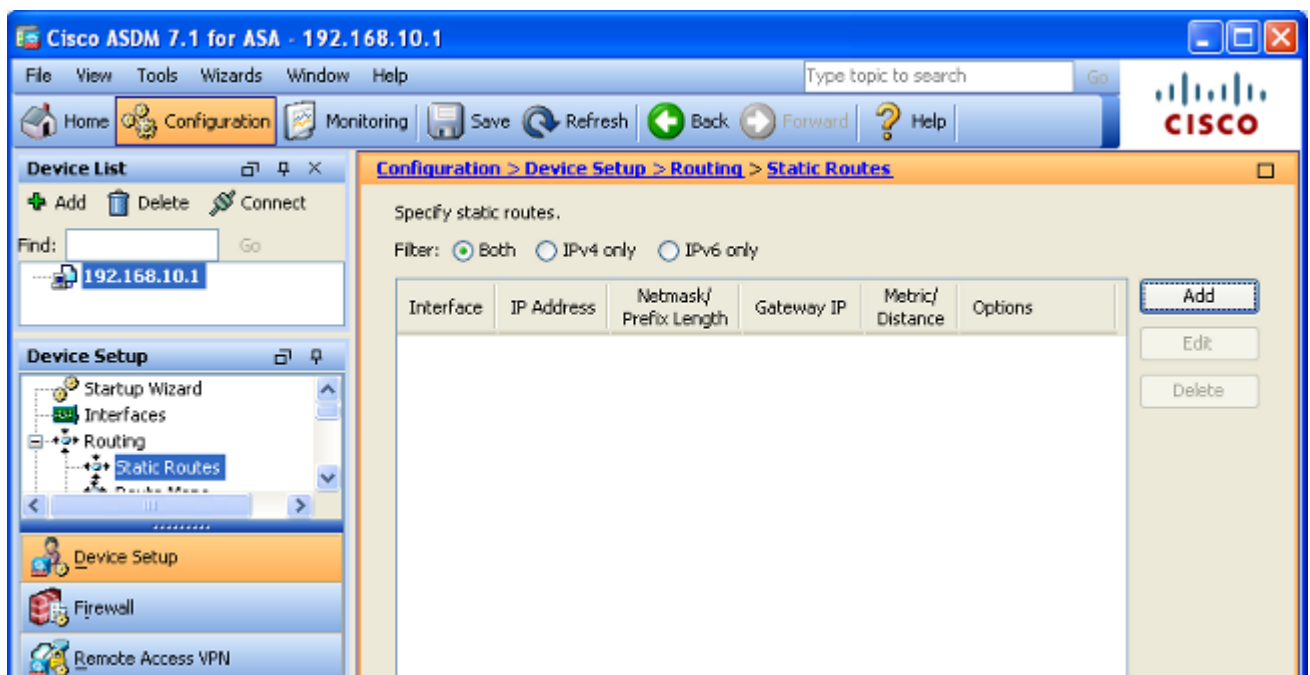 Cisco ASDM 7.1 for ASA - 192.168.10.1
File View Tools Wizards Window Help
Type topic to search Go
Home Configuration Monitoring Save Refresh Back Forward Help
CISCO
Device List
Add Delete Connect
Find: Go
192.168.10.1
Device Setup
Startup Wizard
Interfaces
Routing
Static Routes
Device Setup
Firewall
Remote Access VPN
Configuration > Device Setup > Routing > Static Routes
Specify static routes.
Filter: Both IPv4 only IPv6 only
Interface IP Address Netmask/ Prefix Length Gateway IP Metric/ Distance Options
Add
Edit
Delete